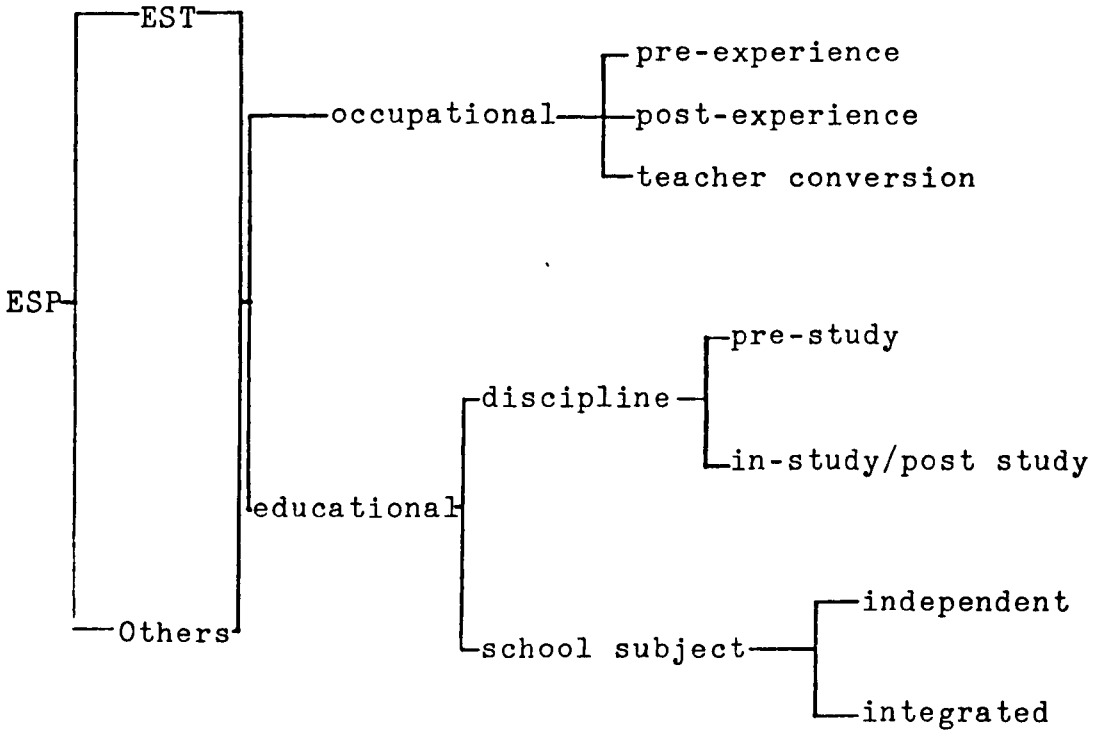 EST
pre-experience
occupational
post-experience
teacher conversion
ESP
pre-study
discipline
in-study/post study
educational
independent
Others
school subject
integrated